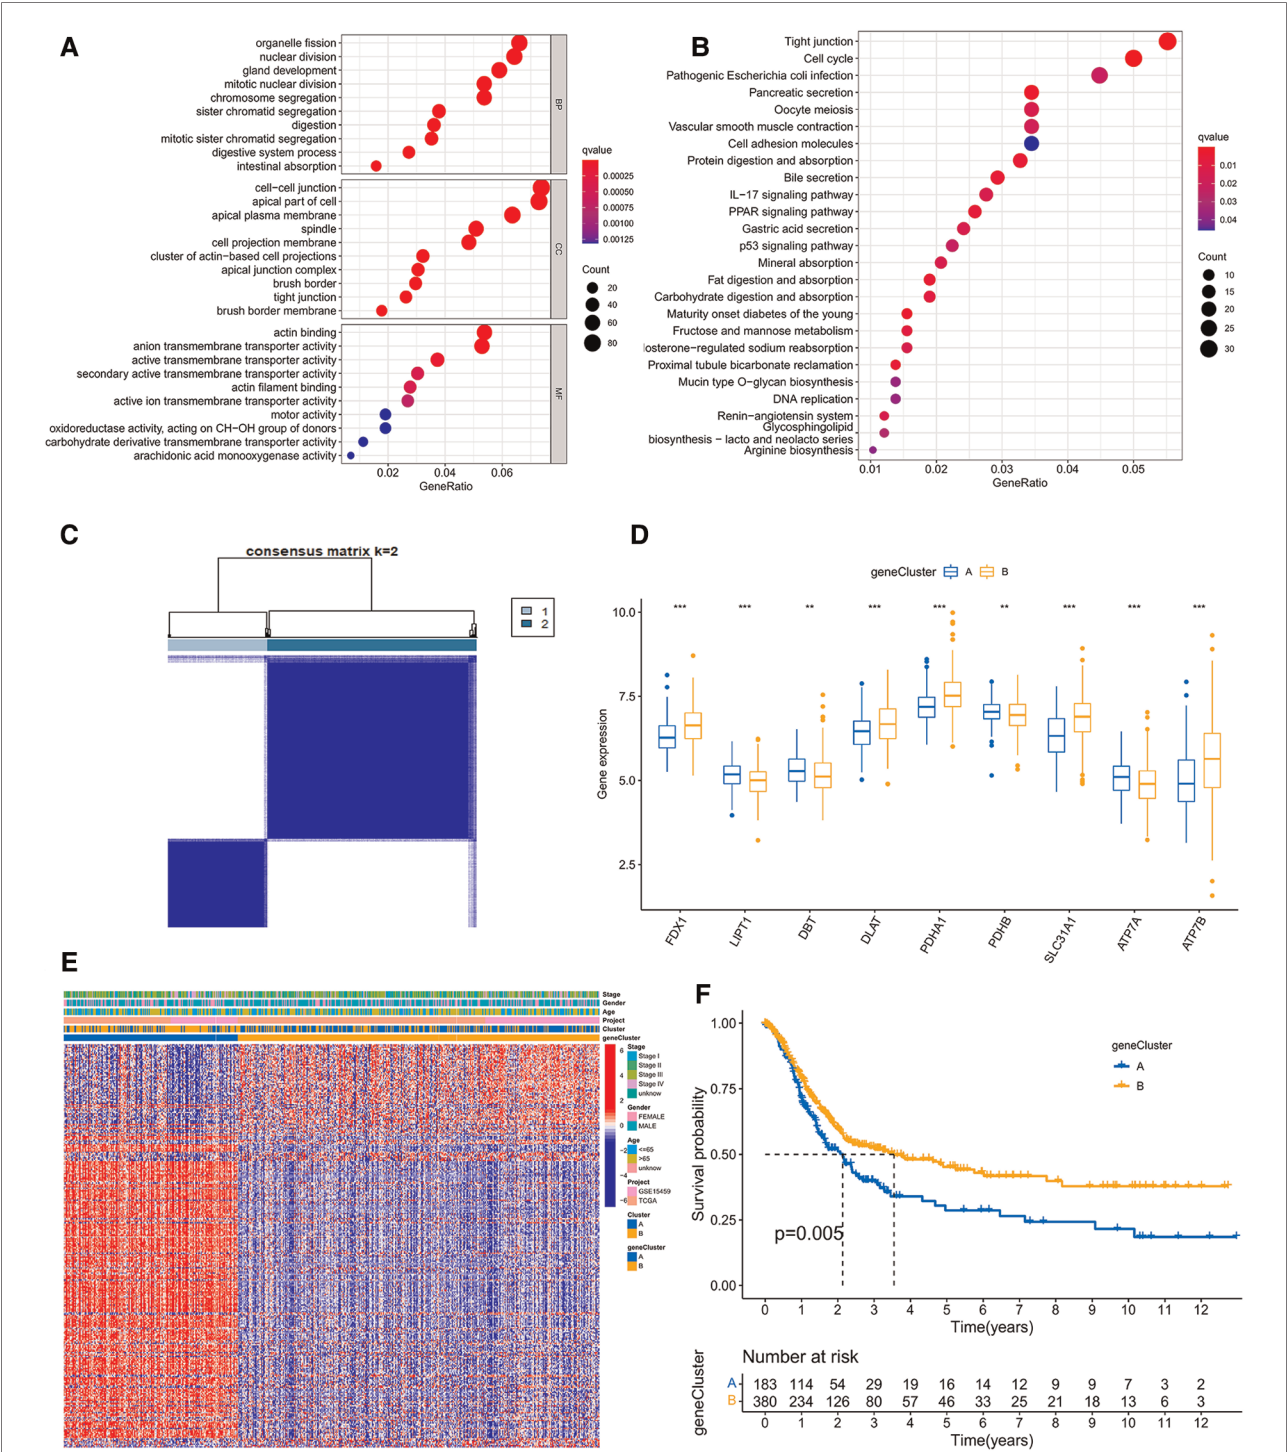 A
organelle fission
nuclear division
gland development
mitotic nuclear division
chromosome segregation
sister chromatid segregation
digestion
mitotic sister chromatid segregation
digestive system process
intestinal absorption
BP
cell−cell junction
apical part of cell
apical plasma membrane
spindle
cell projection membrane
cluster of actin−based cell projections
apical junction complex
brush border
tight junction
brush border membrane
CC
actin binding
anion transmembrane transporter activity
active transmembrane transporter activity
secondary active transmembrane transporter activity
actin filament binding
active ion transmembrane transporter activity
motor activity
oxidoreductase activity, acting on CH−OH group of donors
carbohydrate derivative transmembrane transporter activity
arachidonic acid monooxygenase activity
MF
0.02 0.04 0.06
GeneRatio
qvalue
0.00025
0.00050
0.00075
0.00100
0.00125
Count
20
40
60
80
B
Tight junction
Cell cycle
Pathogenic Escherichia coli infection
Pancreatic secretion
Oocyte meiosis
Vascular smooth muscle contraction
Cell adhesion molecules
Protein digestion and absorption
Bile secretion
IL−17 signaling pathway
PPAR signaling pathway
Gastric acid secretion
p53 signaling pathway
Mineral absorption
Fat digestion and absorption
Carbohydrate digestion and absorption
Maturity onset diabetes of the young
Fructose and mannose metabolism
losterone−regulated sodium reabsorption
Proximal tubule bicarbonate reclamation
Mucin type O−glycan biosynthesis
DNA replication
Renin−angiotensin system
Glycosphingolipid
biosynthesis − lacto and neolacto series
Arginine biosynthesis
0.01 0.02 0.03 0.04 0.05
GeneRatio
qvalue
0.01
0.02
0.03
0.04
Count
10
15
20
25
30
C
consensus matrix k=2
1
2
D
geneCluster A B
*** *** ** *** *** ** *** *** ***
10.0
7.5
5.0
2.5
Gene expression
FDX1 LIPT1 DBT DLAT PDHA1 PDHB SLC31A1 ATP7A ATP7B
E
Stage
Gender
Age
Project
Cluster
geneCluster
6
4
2
0
−2
−4
−6
Stage
Stage I
Stage II
Stage III
Stage IV
unknow
Gender
FEMALE
MALE
Age
<=65
>65
unknow
Project
GSE15459
TCGA
Cluster
A
B
geneCluster
A
B
F
geneCluster
A
B
1.00
0.75
0.50
0.25
0.00
Survival probability
p=0.005
0 1 2 3 4 5 6 7 8 9 10 11 12
Time(years)
Number at risk
geneCluster
A 183 114 54 29 19 16 14 12 9 9 7 3 2
B 380 234 126 80 57 46 33 25 21 18 13 6 3
0 1 2 3 4 5 6 7 8 9 10 11 12
Time(years)